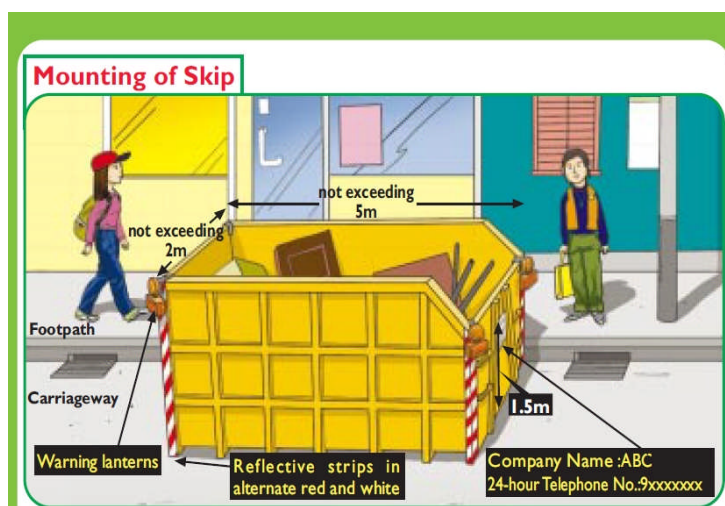 Mounting of Skip
not exceeding
5m
not exceeding
2m
Footpath
Carriageway
1.5m
Warning lanterns
Reflective strips in
alternate red and white
Company Name :ABC
24-hour Telephone No.:9xxxxxxx